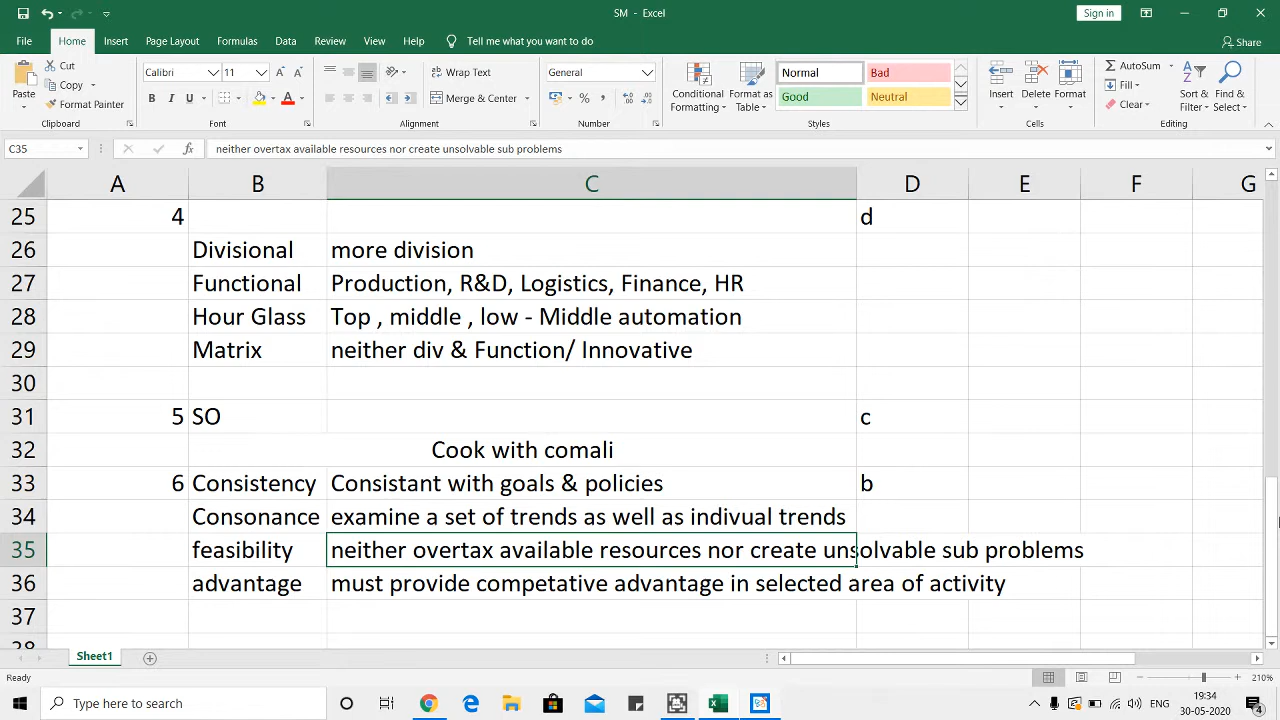 SM - Excel
Sign in
File Home Insert Page Layout Formulas Data Review View Help Tell me what you want to do Share
Paste
Cut
Copy
Format Painter
Clipboard
Calibri 11
B I U A
Font
Wrap Text
Merge & Center
Alignment
General
%
Number
Conditional Formatting
Format as Table
Normal Bad
Good Neutral
Styles
Insert Delete Format
Cells
AutoSum
Fill
Clear
Sort & Filter
Find & Select
Editing
C35 fx neither overtax available resources nor create unsolvable sub problems
A B C D E F G
25 4 d
26 Divisional more division
27 Functional Production, R&D, Logistics, Finance, HR
28 Hour Glass Top , middle , low - Middle automation
29 Matrix neither div & Function/ Innovative
30
31 5 SO c
32 Cook with comali
33 6 Consistency Consistant with goals & policies b
34 Consonance examine a set of trends as well as indivual trends
35 feasibility neither overtax available resources nor create unsolvable sub problems
36 advantage must provide competative advantage in selected area of activity
37
38
Sheet1
Ready 210%
Type here to search
ENG
19:34
30-05-2020
4